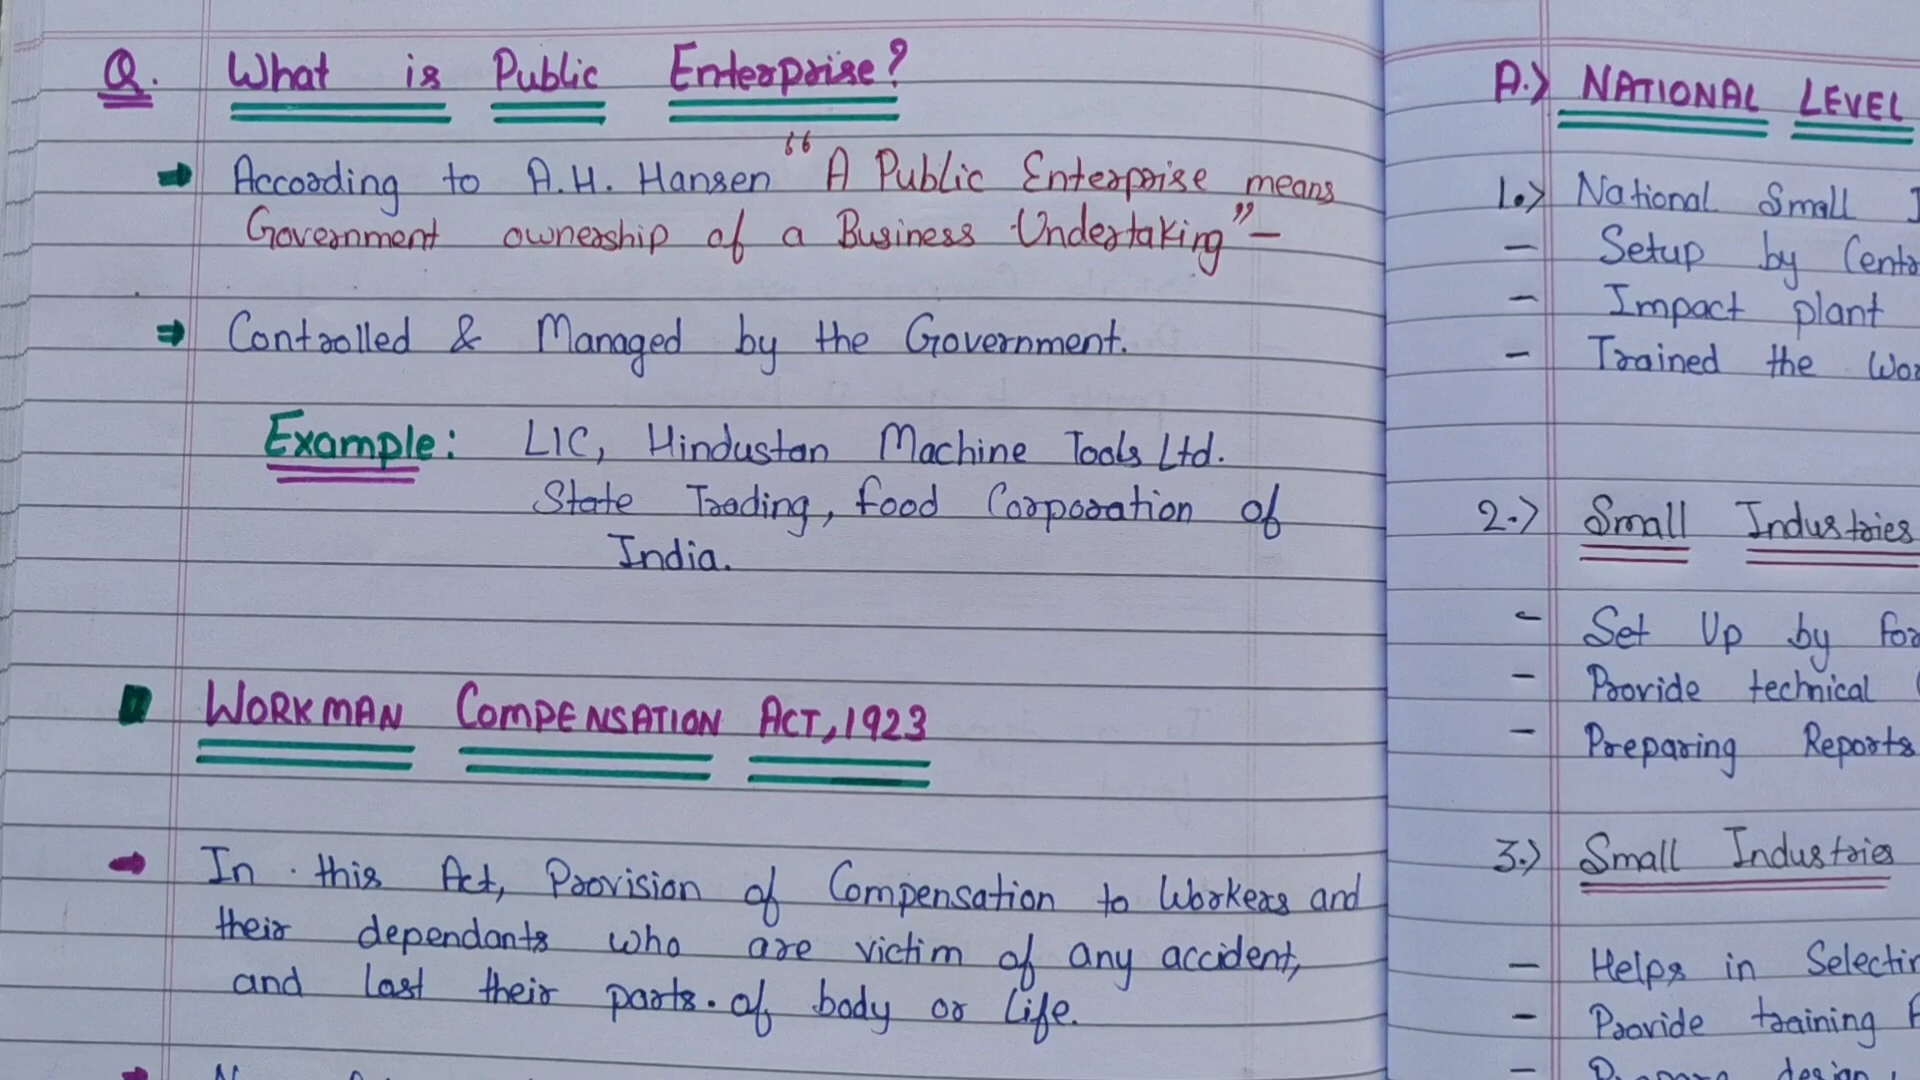 Q. What is Public Enterprise?
According to A.H. Hansen "A Public Enterprise means
Government ownership of a Business Undertaking"-
Controlled & Managed by the Government.
Example: LIC, Hindustan Machine Tools Ltd.
State Trading, Food Corporation of
India.
WORKMAN COMPENSATION ACT, 1923
In this Act, Provision of Compensation to Workers and
their dependants who are victim of any accident,
and lost their parts of body or life.
A.) NATIONAL LEVEL
1.) National Small
- Setup by
- Impact plant
- Trained the
2.) Small Industries
- Set Up by
- Provide technical
- Preparing Reports
3.) Small Industries
- Helps in
- Provide training
- design